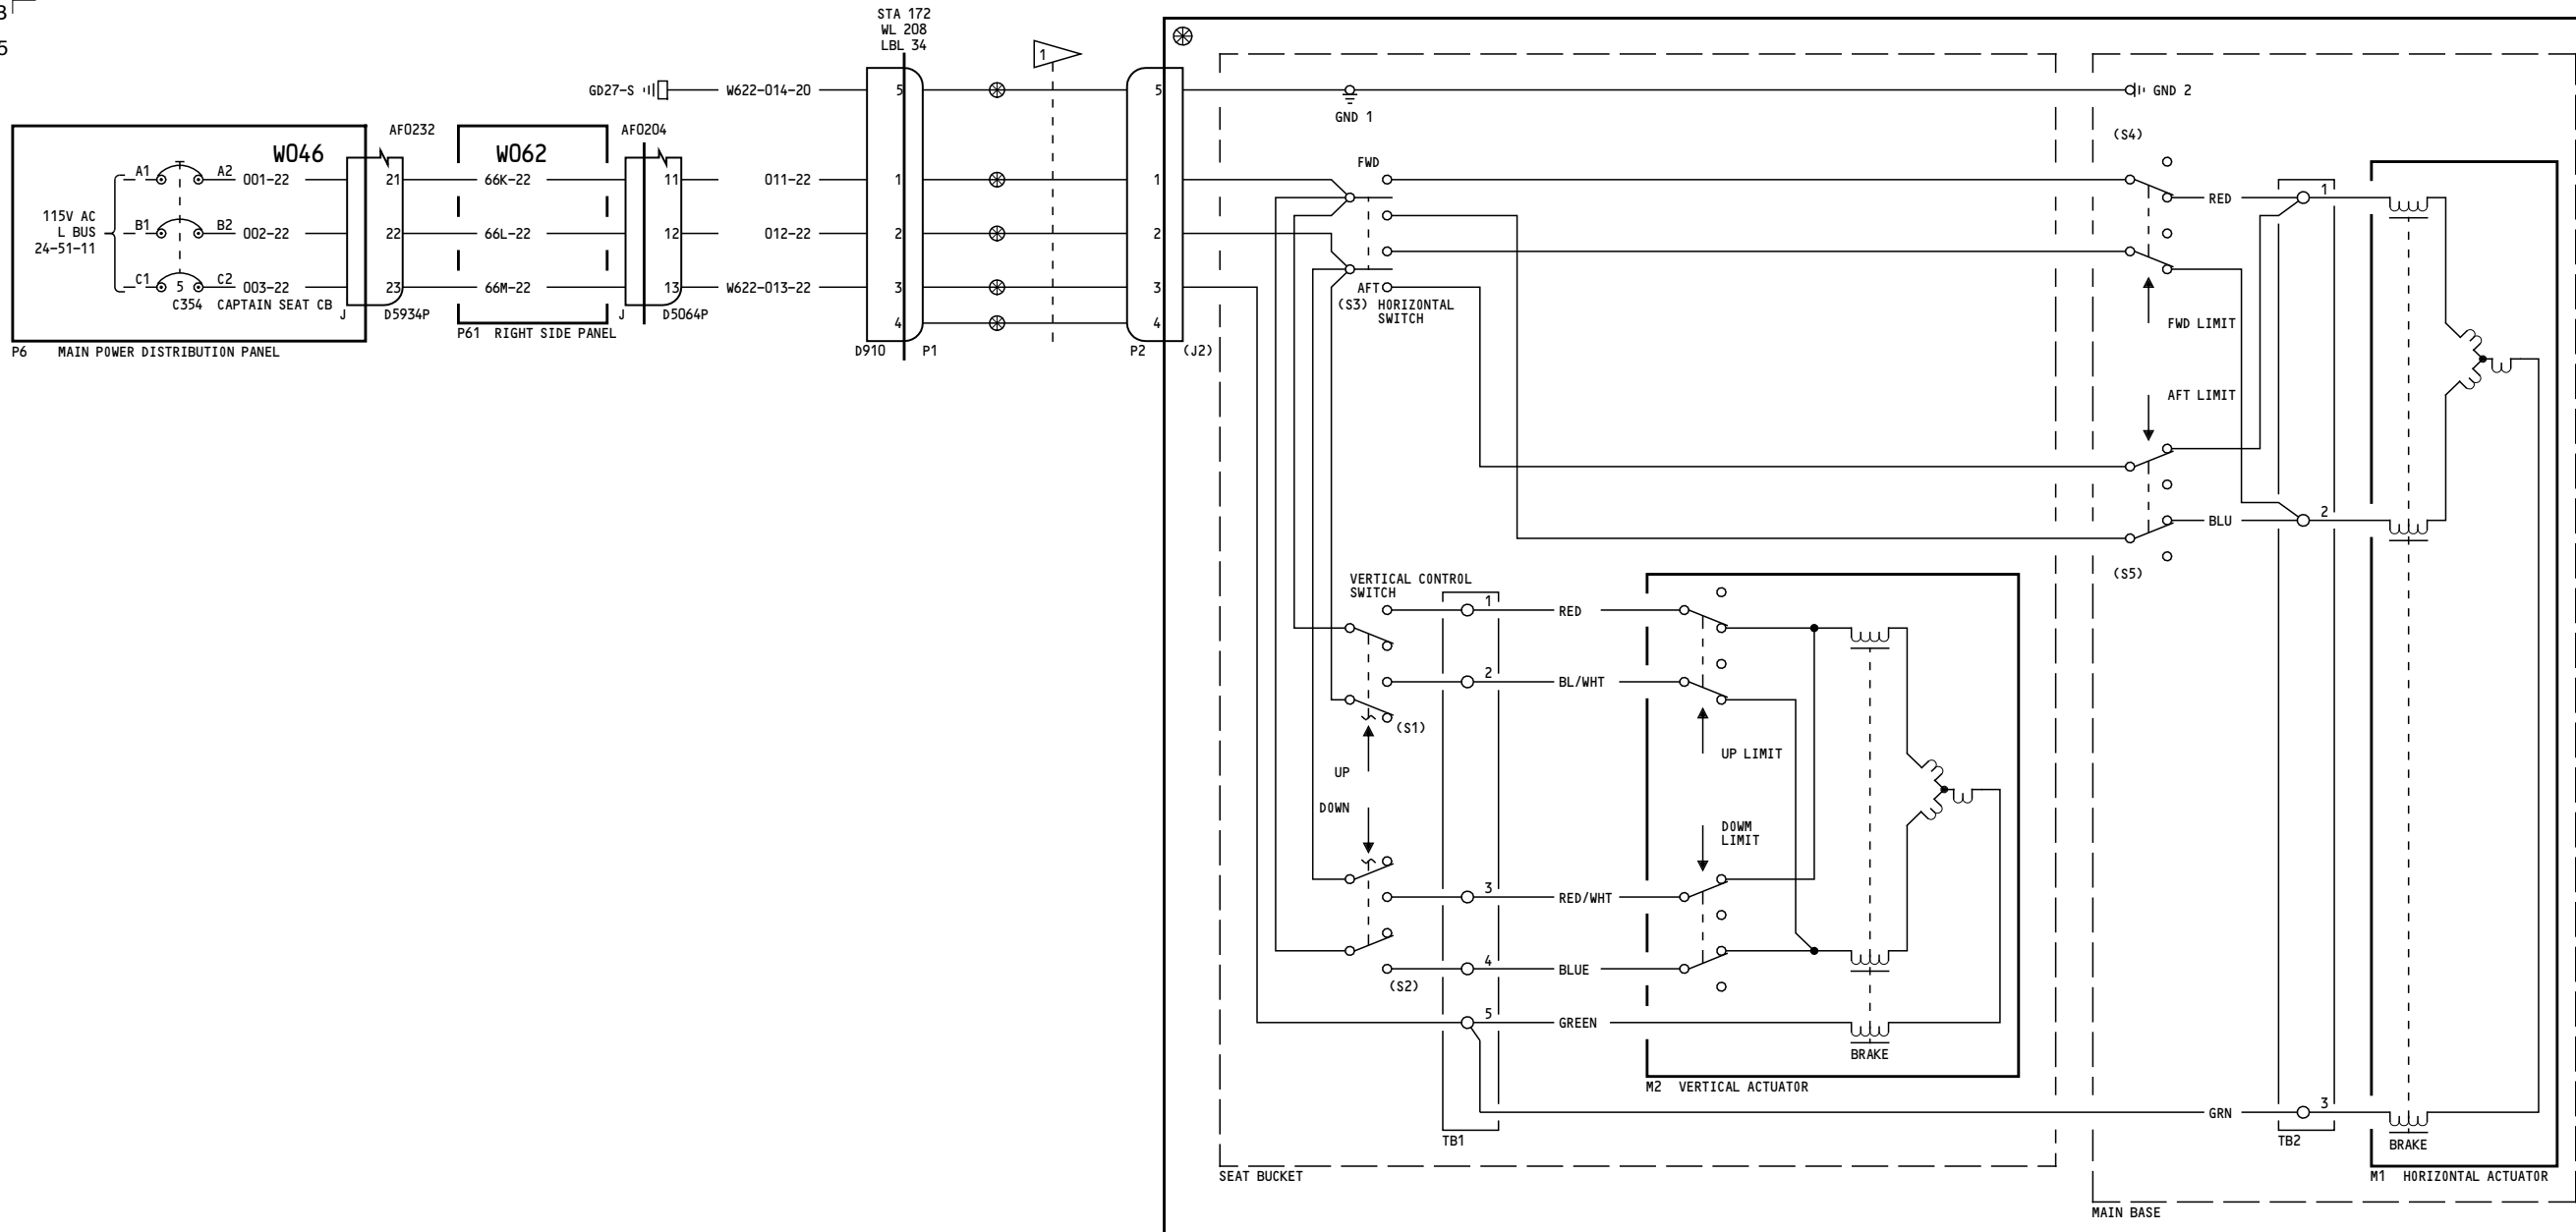 3
5
STA 172
WL 208
LBL 34
1
GD27-S
W622-014-20
5
5
GND 1
GND 2
(S4)
AF0232
AF0204
W046
W062
115V AC
L BUS
24-51-11
A1
A2
001-22
21
66K-22
11
011-22
1
1
B1
B2
002-22
22
66L-22
12
012-22
2
2
C1
5
C2
003-22
23
66M-22
13
W622-013-22
3
3
4
4
C354 CAPTAIN SEAT CB
J
D5934P
J
D5064P
P6 MAIN POWER DISTRIBUTION PANEL
P61 RIGHT SIDE PANEL
D910
P1
P2
(J2)
FWD
AFT
(S3) HORIZONTAL
SWITCH
RED
1
FWD LIMIT
AFT LIMIT
BLU
2
(S5)
VERTICAL CONTROL
SWITCH
1
RED
2
BL/WHT
(S1)
UP
DOWN
UP LIMIT
DOWM
LIMIT
3
RED/WHT
4
BLUE
(S2)
5
GREEN
BRAKE
M2 VERTICAL ACTUATOR
GRN
3
TB1
TB2
BRAKE
SEAT BUCKET
M1 HORIZONTAL ACTUATOR
MAIN BASE